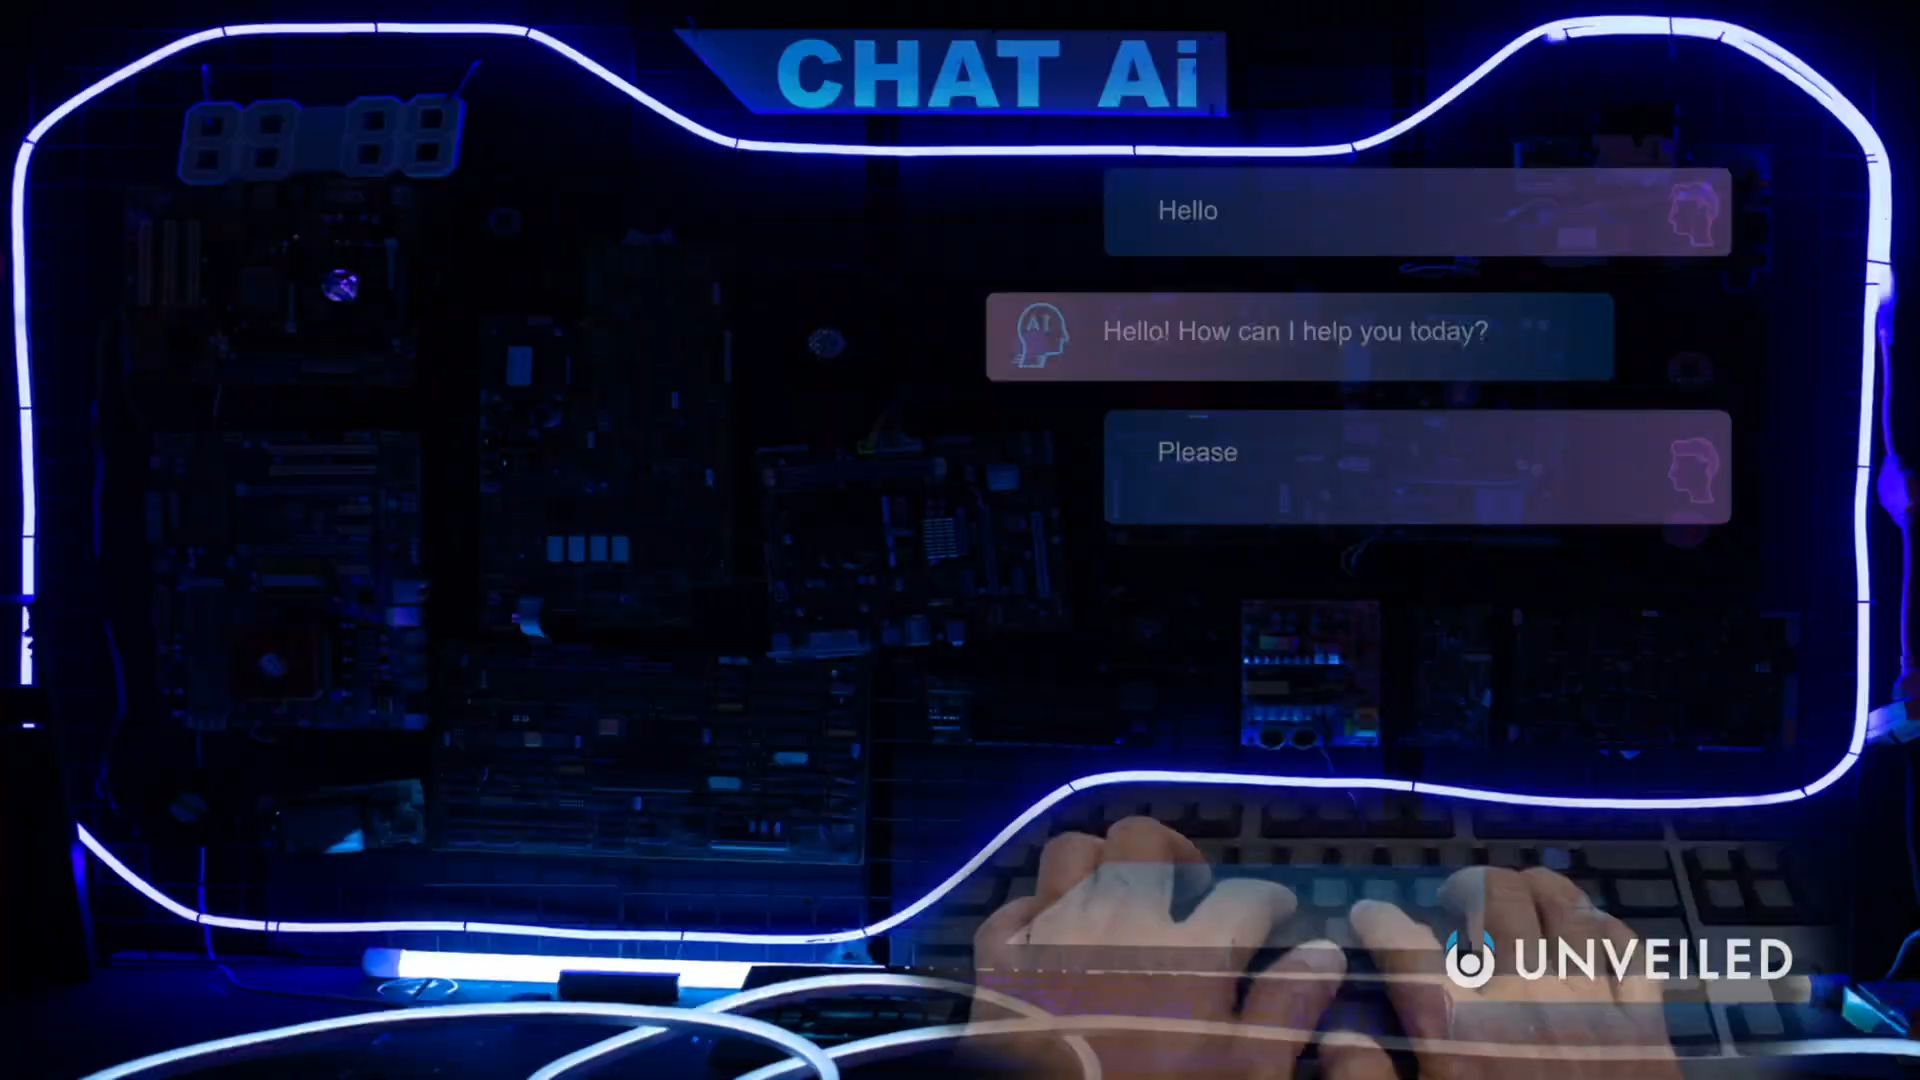 CHAT Ai
Hello
AI
Hello! How can I help you today?
Please
UNVEILED